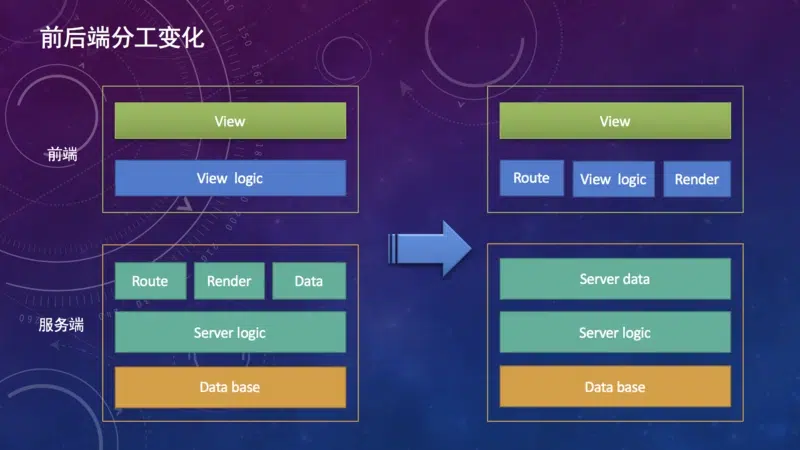 前后端分工变化
前端
View
View logic
View
Route
View logic
Render
服务端
Route
Render
Data
Server logic
Data base
Server data
Server logic
Data base